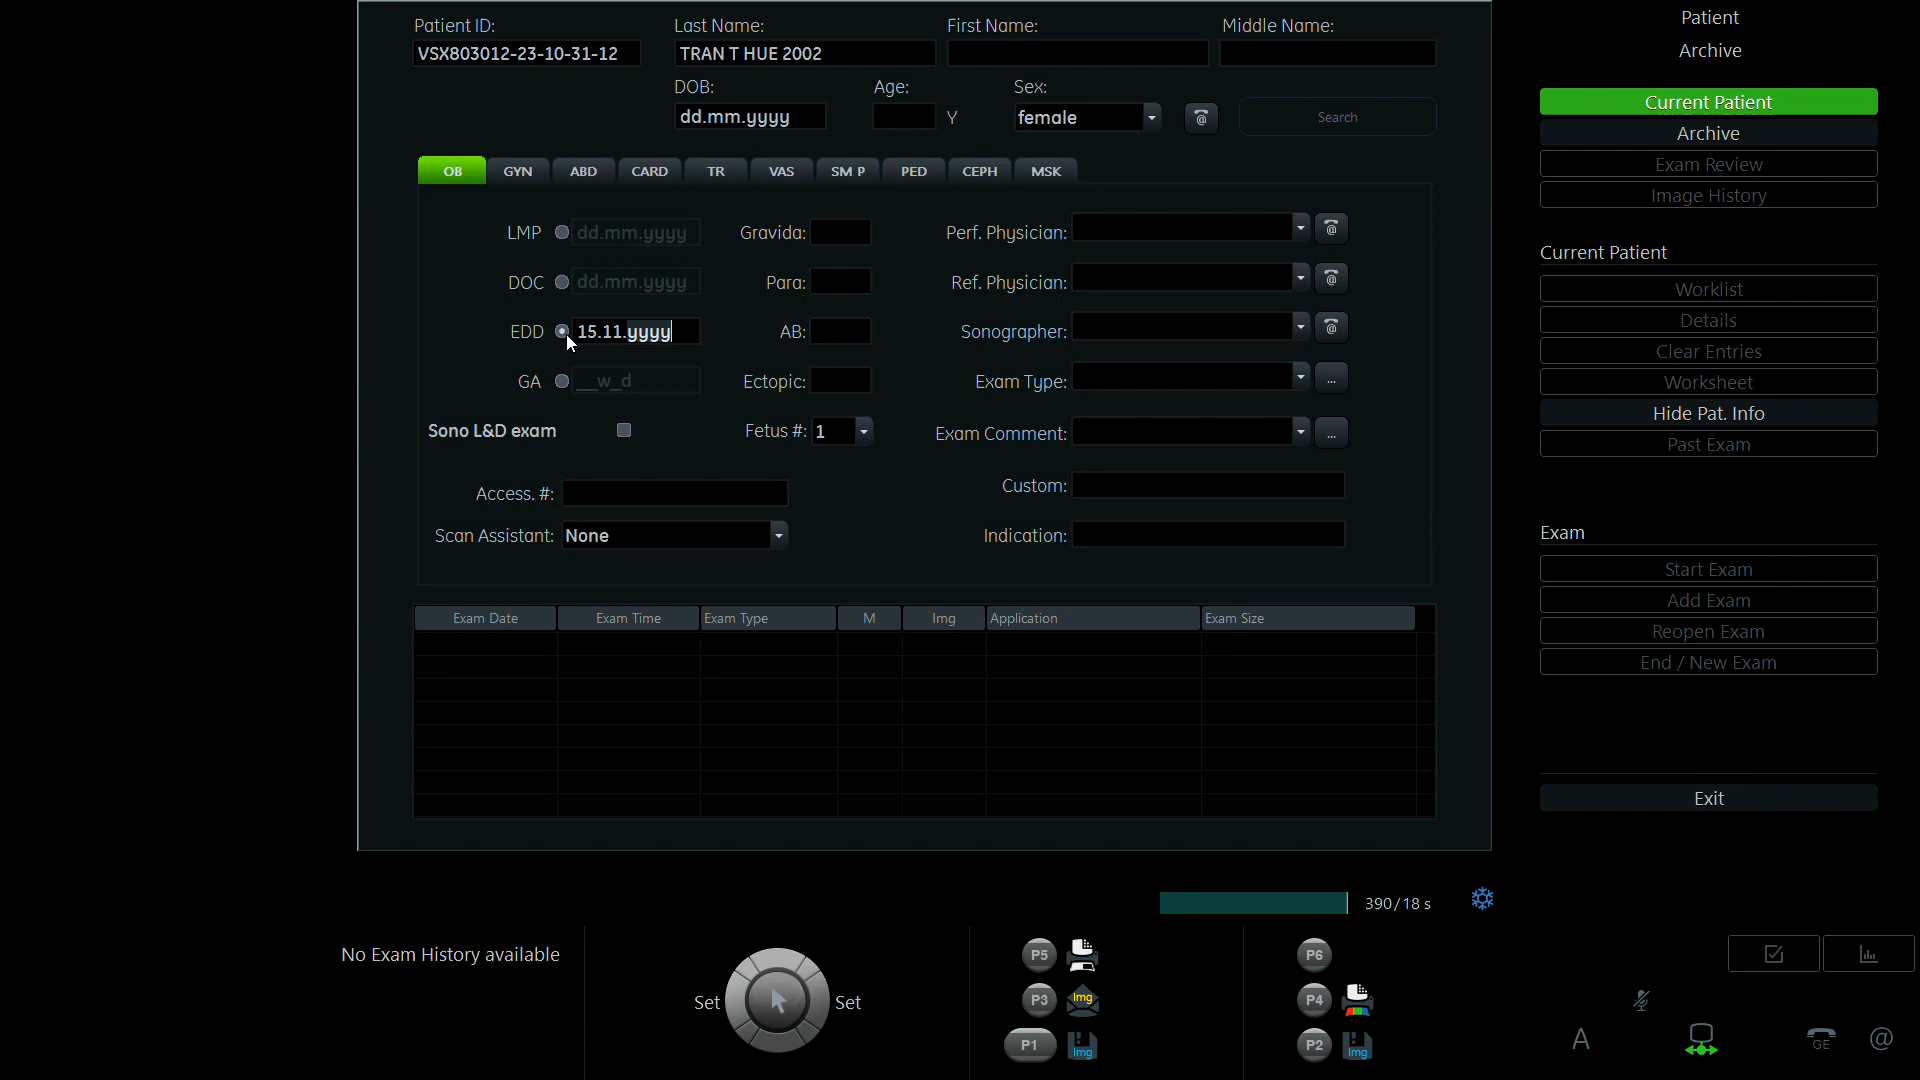 Patient ID: Last Name: First Name: Middle Name:
VSX803012-23-10-31-12 TRAN T HUE 2002
DOB: Age: Sex:
dd.mm.yyyy Y female Search
OB GYN ABD CARD TR VAS SM P PED CEPH MSK
LMP dd.mm.yyyy Gravida: Perf. Physician:
DOC dd.mm.yyyy Para: Ref. Physician:
EDD 15.11.yyyy AB: Sonographer:
GA __w_d Ectopic: Exam Type: ...
Sono L&D exam Fetus #: 1 Exam Comment: ...
Access. #: Custom:
Scan Assistant: None Indication:
Exam Date Exam Time Exam Type M Img Application Exam Size
Patient
Archive
Current Patient
Archive
Exam Review
Image History
Current Patient
Worklist
Details
Clear Entries
Worksheet
Hide Pat. Info
Past Exam
Exam
Start Exam
Add Exam
Reopen Exam
End / New Exam
Exit
390/18 s
No Exam History available
Set Set
P5 P6
P3 Img P4
P1 Img P2 Img
A GE @